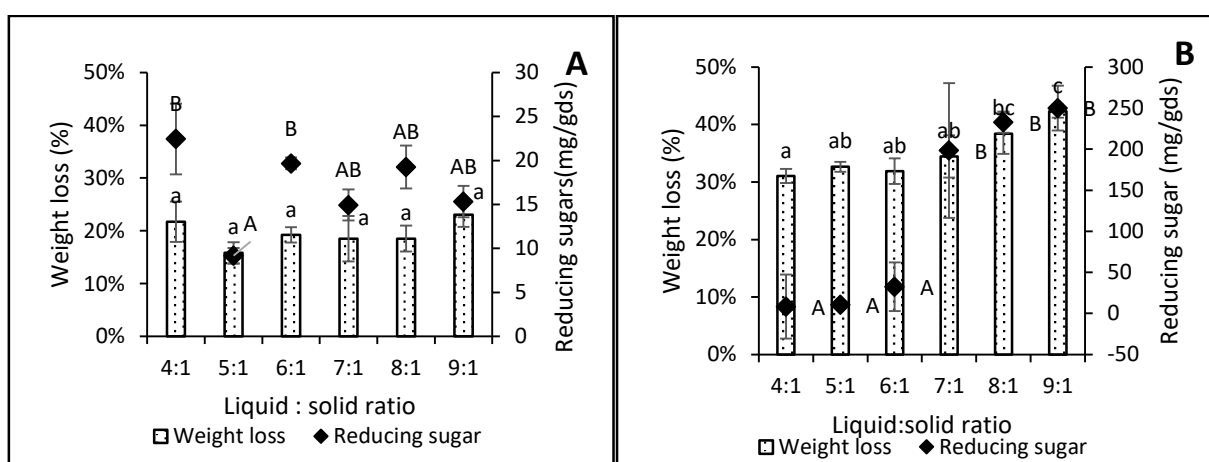 A
50%
40%
30%
20%
10%
0%
Weight loss (%)
30
25
20
15
10
5
0
Reducing sugars(mg/gds)
B
B
AB
AB
AB
a
a
A
a
a
a
a
4:1 5:1 6:1 7:1 8:1 9:1
Liquid : solid ratio
Weight loss Reducing sugar
B
50%
40%
30%
20%
10%
0%
Weight loss (%)
300
250
200
150
100
50
0
-50
Reducing sugar (mg/gds)
a
ab
ab
ab
bc
c
A
A
A
B
B
B
4:1 5:1 6:1 7:1 8:1 9:1
Liquid:solid ratio
Weight loss Reducing sugar